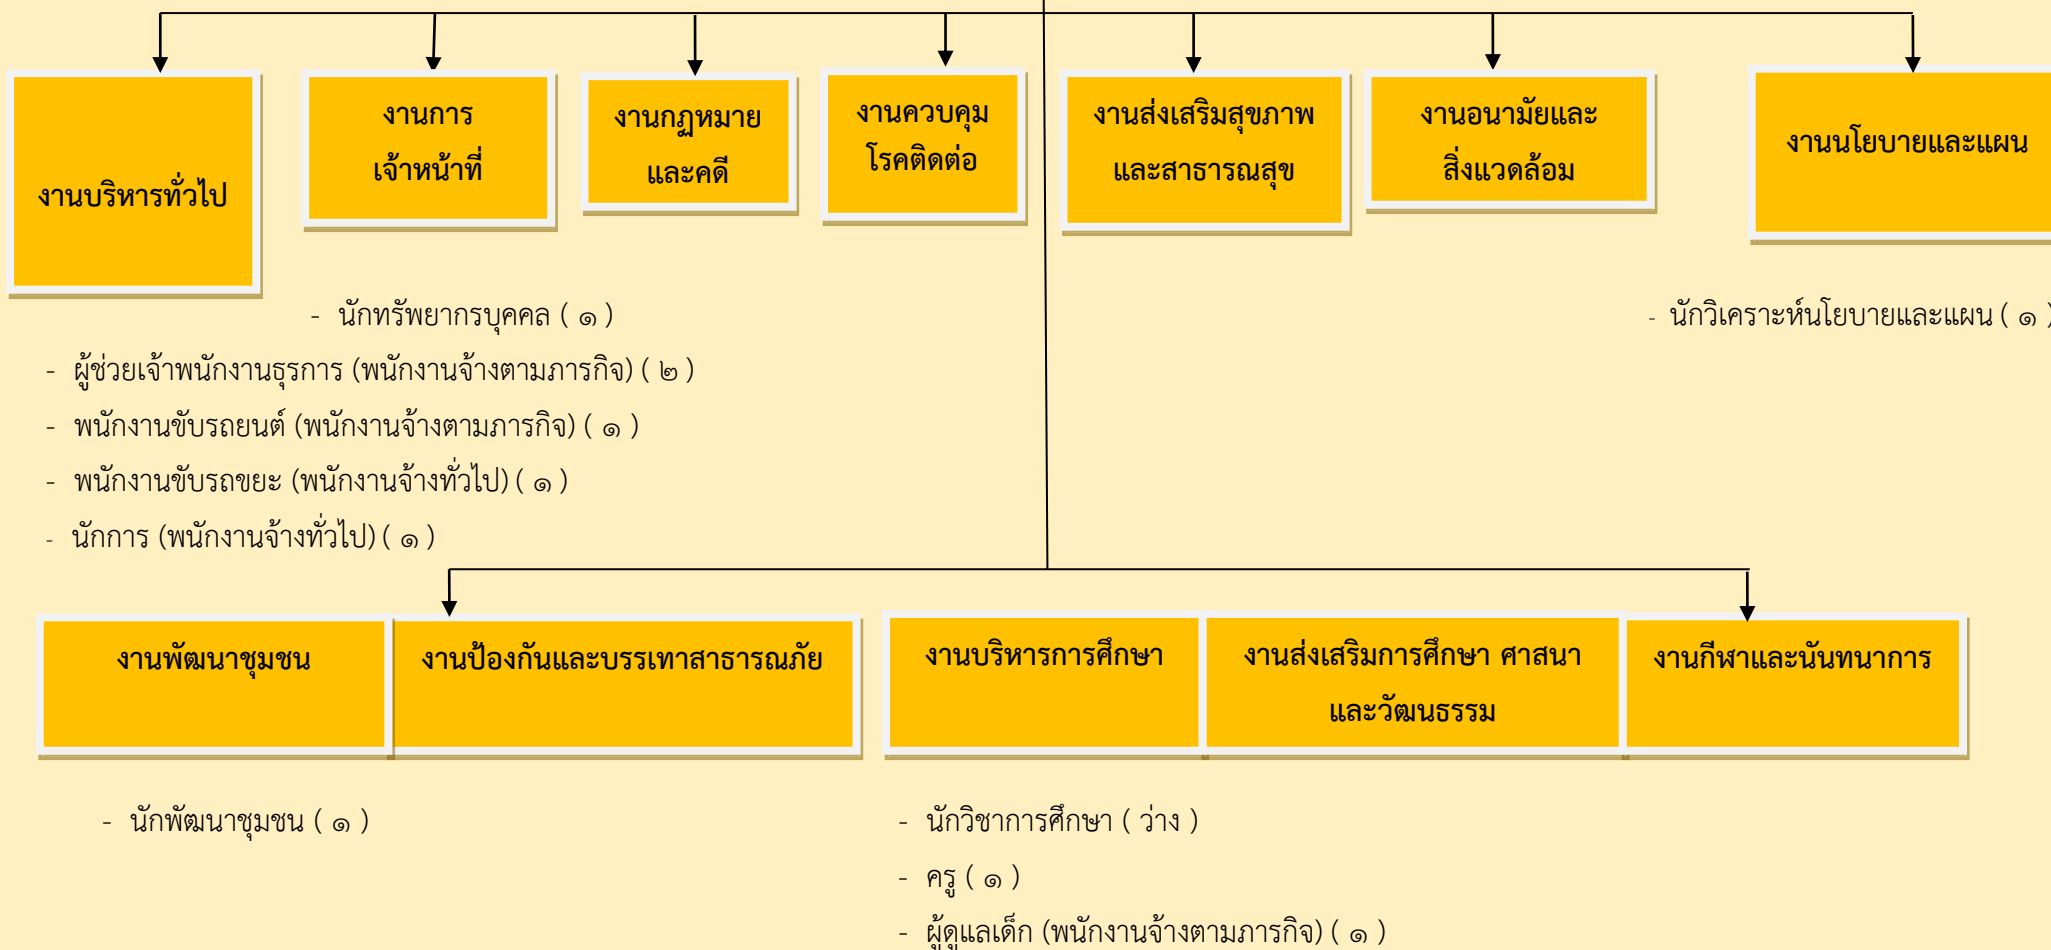 งานบริหารทั่วไป
งานการ
เจ้าหน้าที่
งานกฏหมาย
และคดี
งานควบคุม
โรคติดต่อ
งานส่งเสริมสุขภาพ
และสาธารณสุข
งานอนามัยและ
สิ่งแวดล้อม
งานนโยบายและแผน
- นักทรัพยากรบุคคล ( ๑ )
- นักวิเคราะห์นโยบายและแผน ( ๑ )
- ผู้ช่วยเจ้าพนักงานธุรการ (พนักงานจ้างตามภารกิจ) ( ๒ )
- พนักงานขับรถยนต์ (พนักงานจ้างตามภารกิจ) ( ๑ )
- พนักงานขับรถขยะ (พนักงานจ้างทั่วไป) ( ๑ )
- นักการ (พนักงานจ้างทั่วไป) ( ๑ )
งานพัฒนาชุมชน
งานป้องกันและบรรเทาสาธารณภัย
งานบริหารการศึกษา
งานส่งเสริมการศึกษา ศาสนา
และวัฒนธรรม
งานกีฬาและนันทนาการ
- นักพัฒนาชุมชน ( ๑ )
- นักวิชาการศึกษา ( ว่าง )
- ครู ( ๑ )
- ผู้ดูแลเด็ก (พนักงานจ้างตามภารกิจ) ( ๑ )